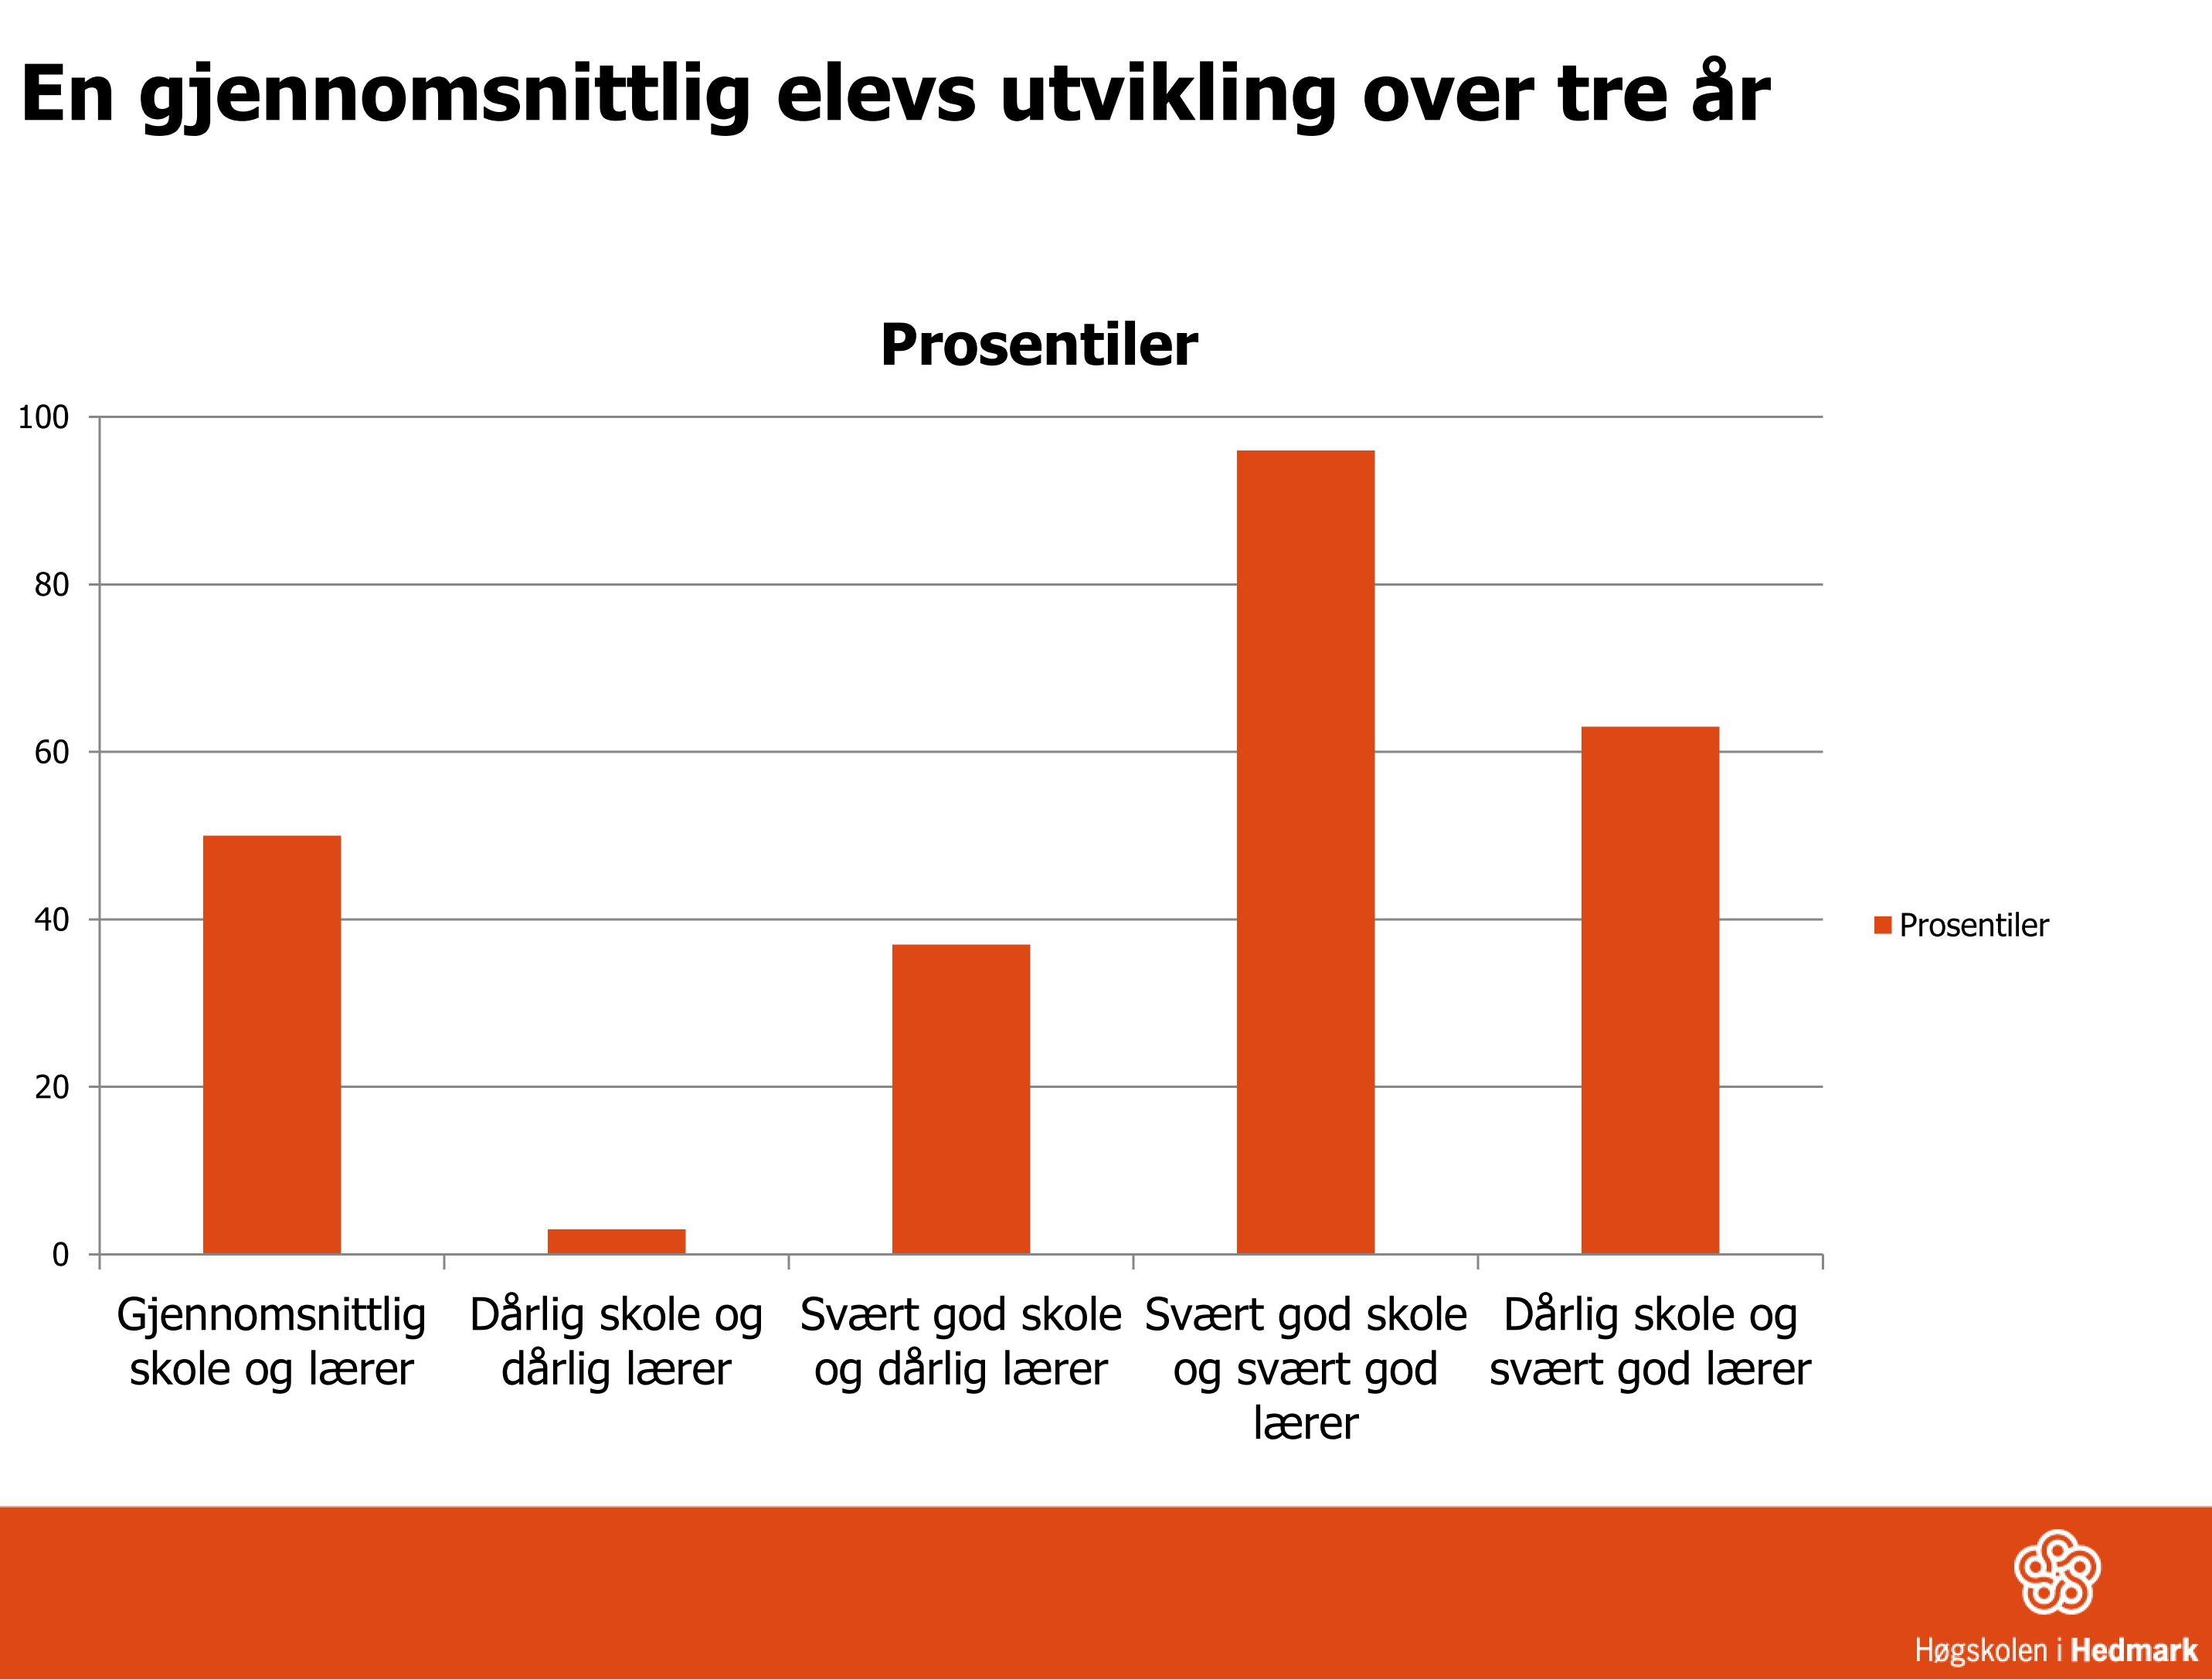 En gjennomsnittlig elevs utvikling over tre år
Prosentiler
100
80
60
40
20
0
Gjennomsnittlig
skole og lærer
Dårlig skole og
dårlig lærer
Svært god skole
og dårlig lærer
Svært god skole
og svært god
lærer
Dårlig skole og
svært god lærer
Prosentiler
Høgskolen i Hedmark